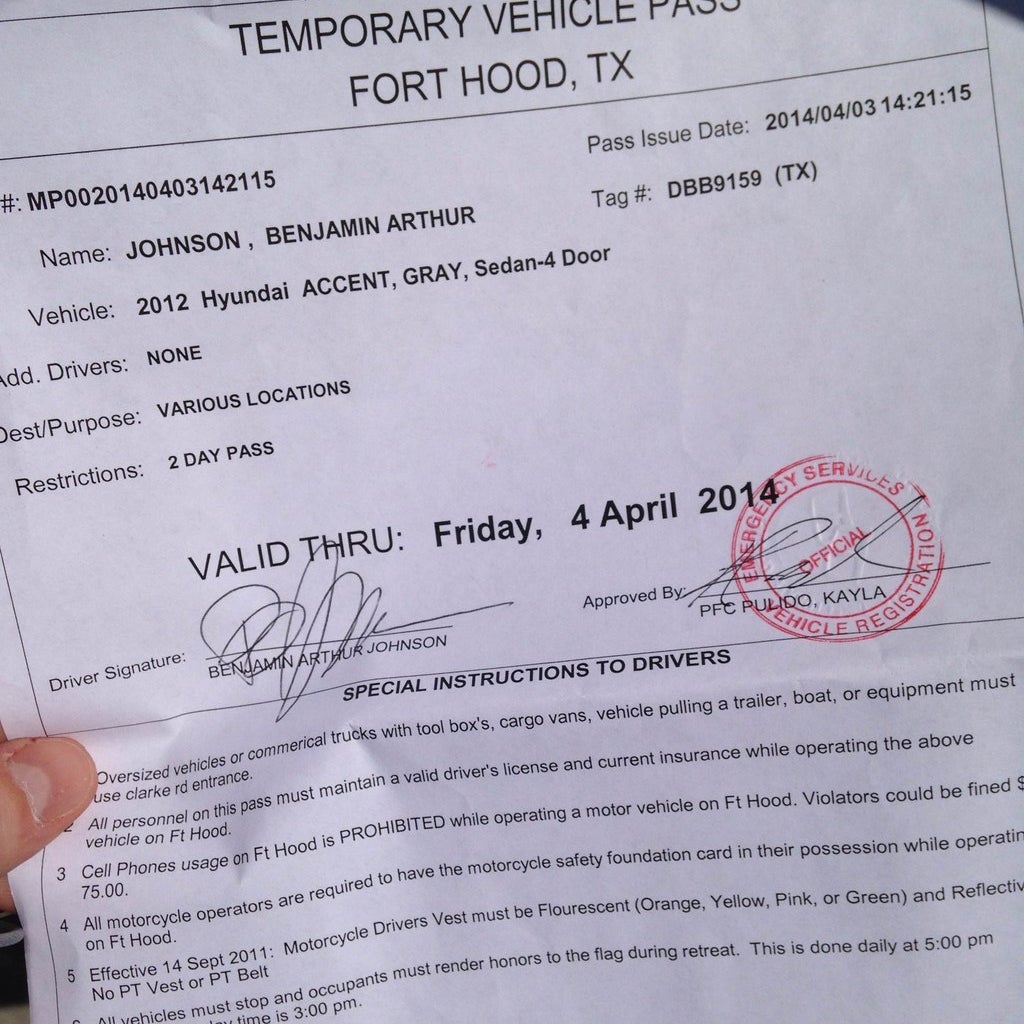 TEMPORARY VEHICLE PASS
FORT HOOD, TX
Pass Issue Date: 2014/04/03 14:21:15
#: MP0020140403142115
Tag #: DBB9159 (TX)
Name: JOHNSON , BENJAMIN ARTHUR
Vehicle: 2012 Hyundai ACCENT, GRAY, Sedan-4 Door
Add. Drivers: NONE
Dest/Purpose: VARIOUS LOCATIONS
Restrictions: 2 DAY PASS
VALID THRU: Friday, 4 April 2014
EMERGENCY SERVICES
OFFICIAL
VEHICLE REGISTRATION
Approved By:
PFC PULIDO, KAYLA
Driver Signature:
BENJAMIN ARTHUR JOHNSON
SPECIAL INSTRUCTIONS TO DRIVERS
Oversized vehicles or commerical trucks with tool box's, cargo vans, vehicle pulling a trailer, boat, or equipment must
use clarke rd entrance.
2 All personnel on this pass must maintain a valid driver's license and current insurance while operating the above
vehicle on Ft Hood.
3 Cell Phones usage on Ft Hood is PROHIBITED while operating a motor vehicle on Ft Hood. Violators could be fined $
75.00.
4 All motorcycle operators are required to have the motorcycle safety foundation card in their possession while operatin
on Ft Hood.
5 Effective 14 Sept 2011: Motorcycle Drivers Vest must be Flourescent (Orange, Yellow, Pink, or Green) and Reflectiv
No PT Vest or PT Belt
6 All vehicles must stop and occupants must render honors to the flag during retreat. This is done daily at 5:00 pm
time is 3:00 pm.